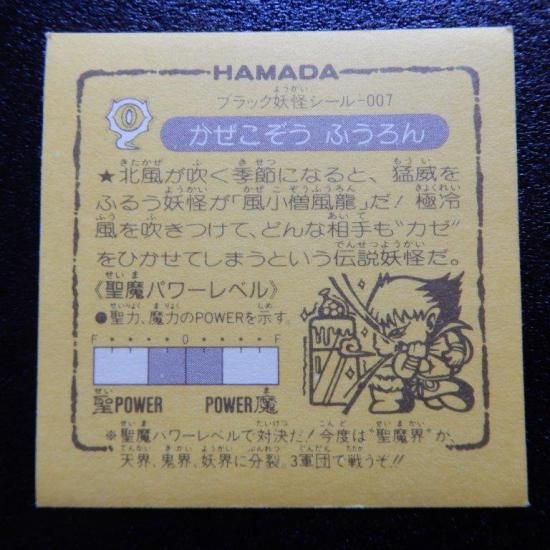 HAMADA
ブラック妖怪シール-007
かぜこぞう ふうろん
★北風が吹く季節になると、猛威を
ふるう妖怪が「風小僧風龍」だ! 極冷
風を吹きつけて、どんな相手も“カゼ”
をひかせてしまうという伝説妖怪だ。
《聖魔パワーレベル》
●聖力、魔力のPOWERを示す。
F・・・・0・・・・F
聖POWER POWER魔
※聖魔パワーレベルで対決だ! 今度は“聖魔界”が、
天界、鬼界、妖界に分裂。3軍団で戦うぞ!!